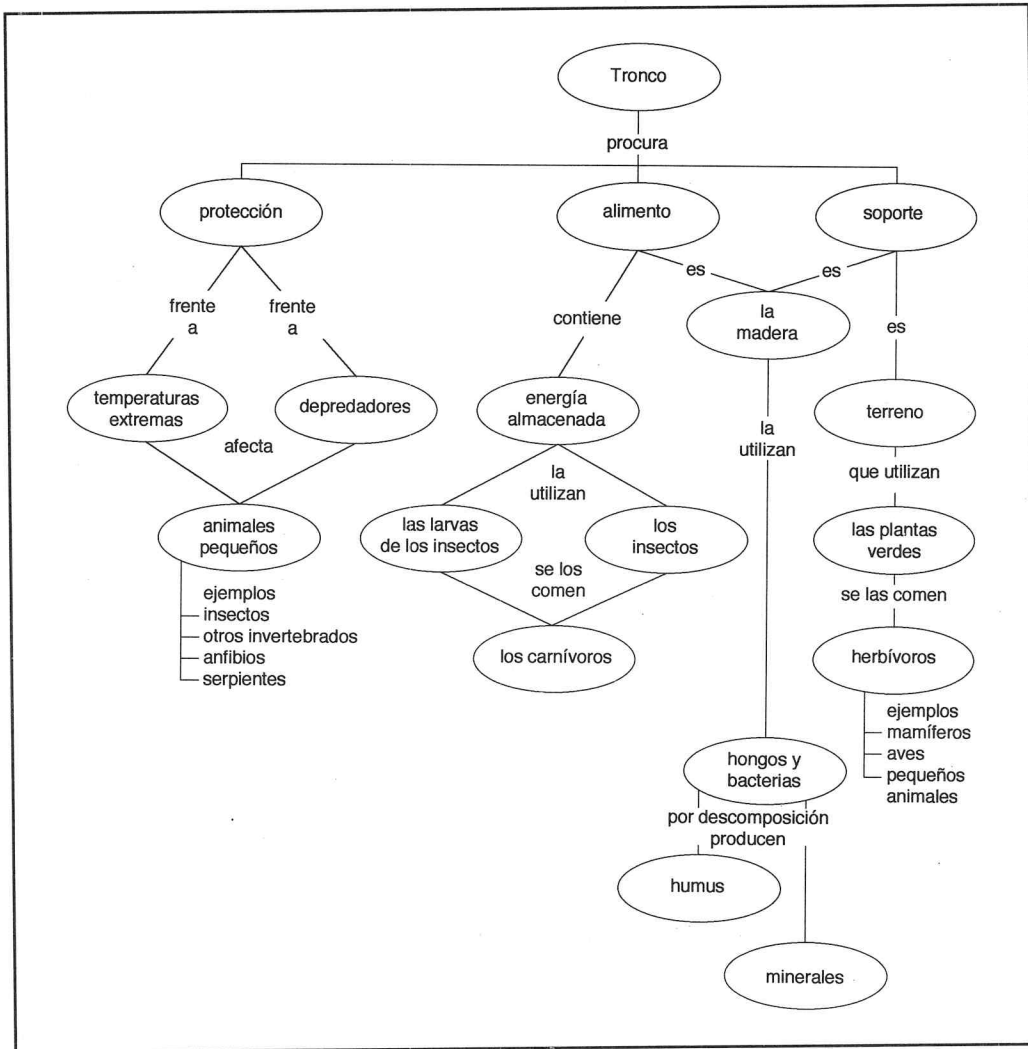 Tronco
procura
protección
alimento
soporte
es
es
la
madera
frente
a
frente
a
contiene
es
temperaturas
extremas
depredadores
energía
almacenada
terreno
afecta
la
utilizan
que utilizan
la
utilizan
animales
pequeños
las larvas
de los insectos
los
insectos
las plantas
verdes
se los
comen
se las comen
ejemplos
insectos
otros invertebrados
anfibios
serpientes
los carnívoros
herbívoros
ejemplos
mamíferos
aves
pequeños
animales
hongos y
bacterias
por descomposición
producen
humus
minerales